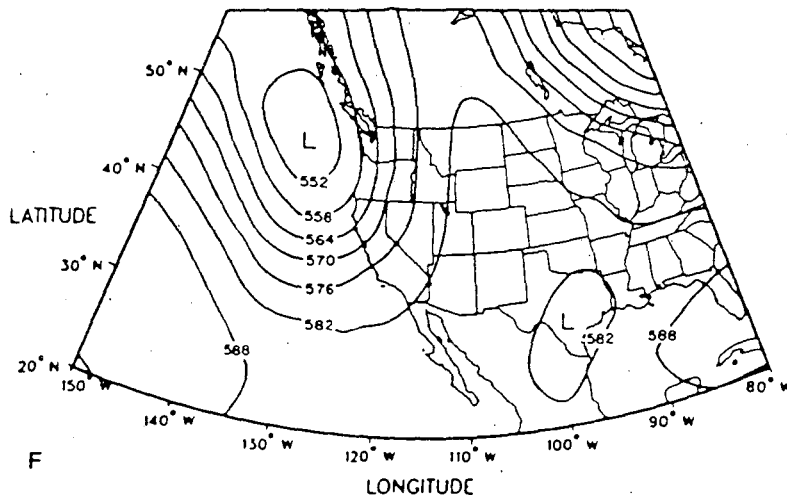 50° N
L
40° N
552
LATITUDE
558
564
30° N
570
576
L
582
582
588
588
20° N
150° W
80° W
140° W
90° W
130° W
120° W
110° W
100° W
F
LONGITUDE